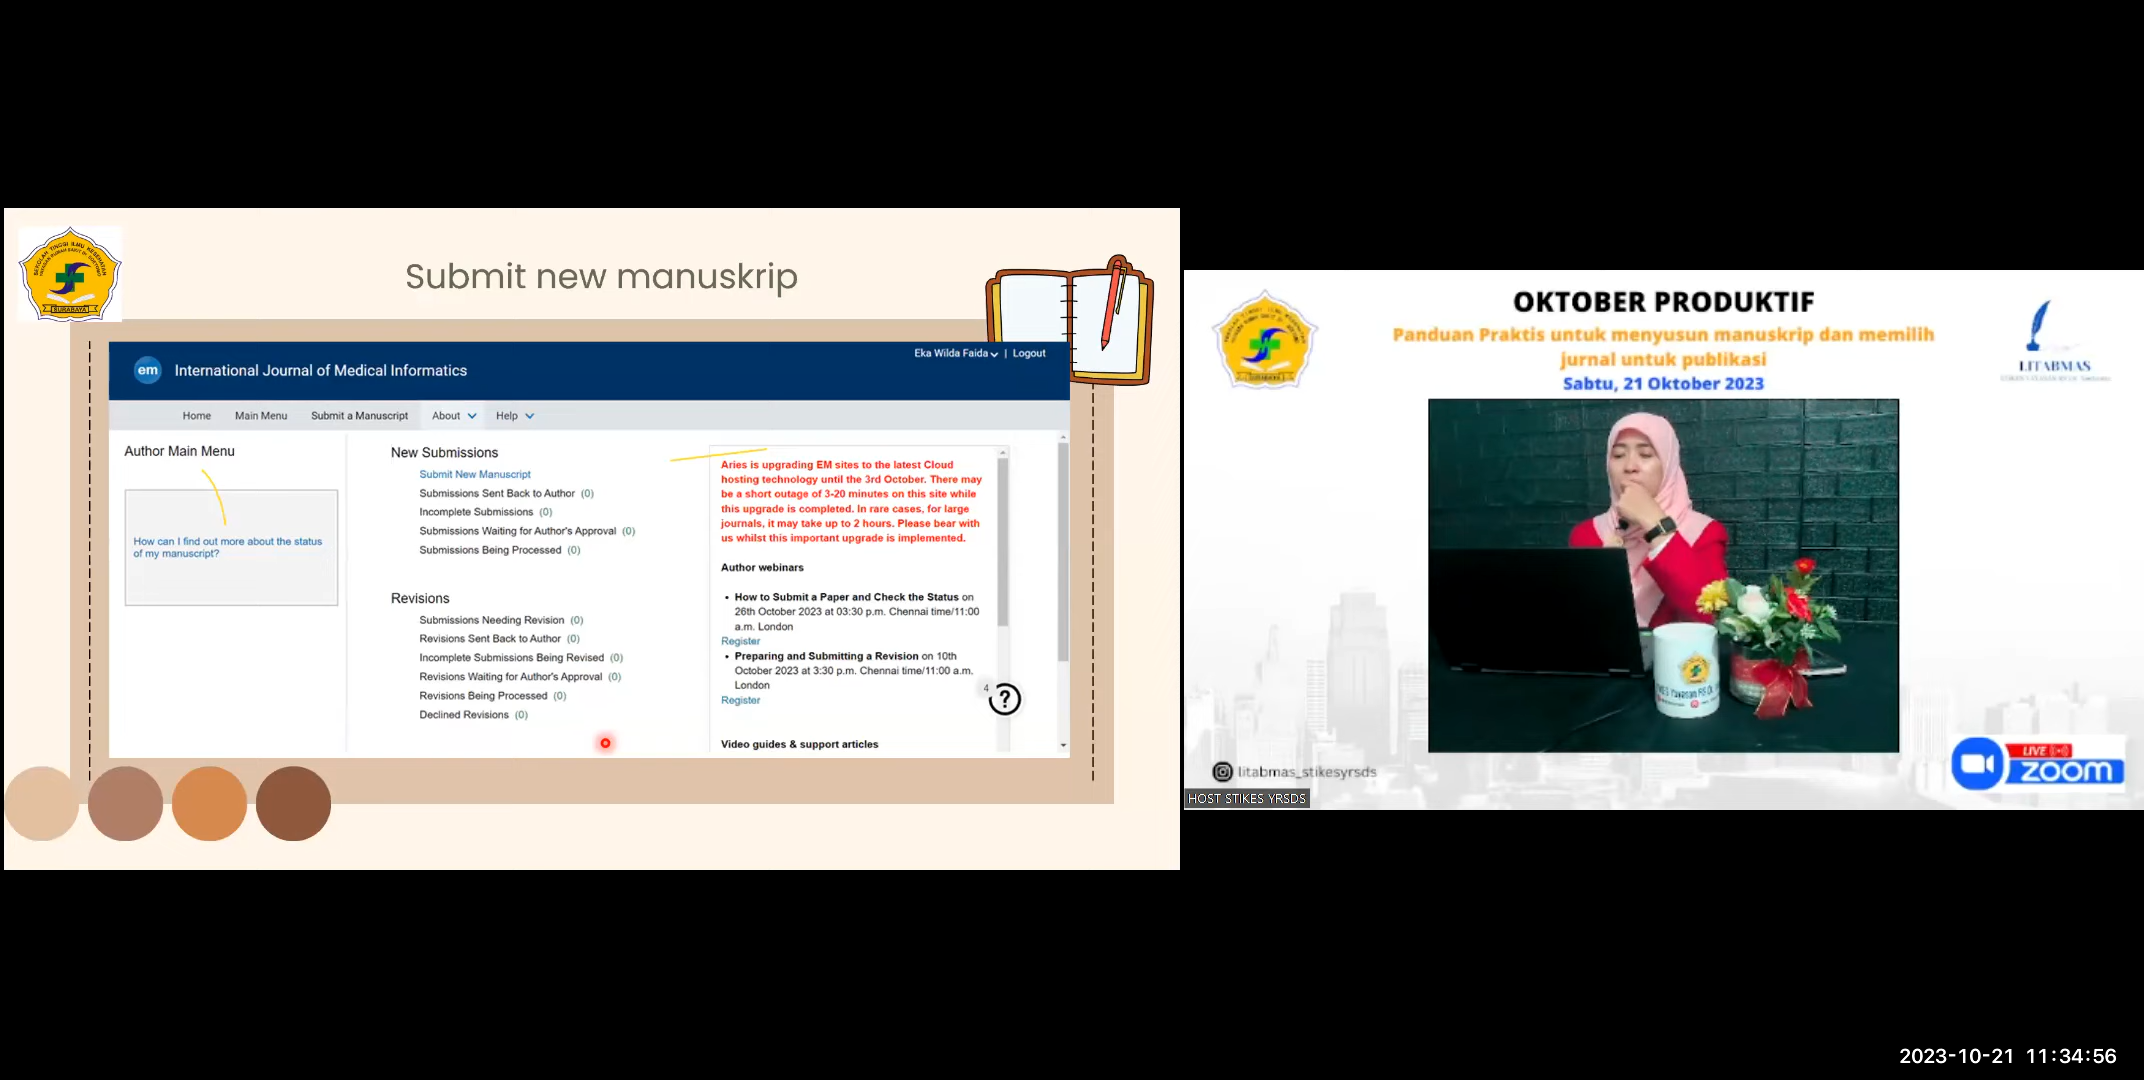 SEKOLAH TINGGI ILMU KESEHATAN
SURABAYA
Submit new manuskrip
Eka Wilda Faida | Logout
em International Journal of Medical Informatics
Home Main Menu Submit a Manuscript About Help
Author Main Menu
How can I find out more about the status
of my manuscript?
New Submissions
Submit New Manuscript
Submissions Sent Back to Author (0)
Incomplete Submissions (0)
Submissions Waiting for Author's Approval (0)
Submissions Being Processed (0)
Revisions
Submissions Needing Revision (0)
Revisions Sent Back to Author (0)
Incomplete Submissions Being Revised (0)
Revisions Waiting for Author's Approval (0)
Revisions Being Processed (0)
Declined Revisions (0)
Aries is upgrading EM sites to the latest Cloud
hosting technology until the 3rd October. There may
be a short outage of 3-20 minutes on this site while
this upgrade is completed. In rare cases, for large
journals, it may take up to 2 hours. Please bear with
us whilst this important upgrade is implemented.
Author webinars
• How to Submit a Paper and Check the Status on
26th October 2023 at 03:30 p.m. Chennai time/11:00
a.m. London
Register
• Preparing and Submitting a Revision on 10th
October 2023 at 3:30 p.m. Chennai time/11:00 a.m.
London
Register
4
?
Video guides & support articles
OKTOBER PRODUKTIF
Panduan Praktis untuk menyusun manuskrip dan memilih
jurnal untuk publikasi
Sabtu, 21 Oktober 2023
LITABMAS
litabmas_stikesyrsds
HOST STIKES YRSDS
LIVE
zoom
2023-10-21 11:34:56